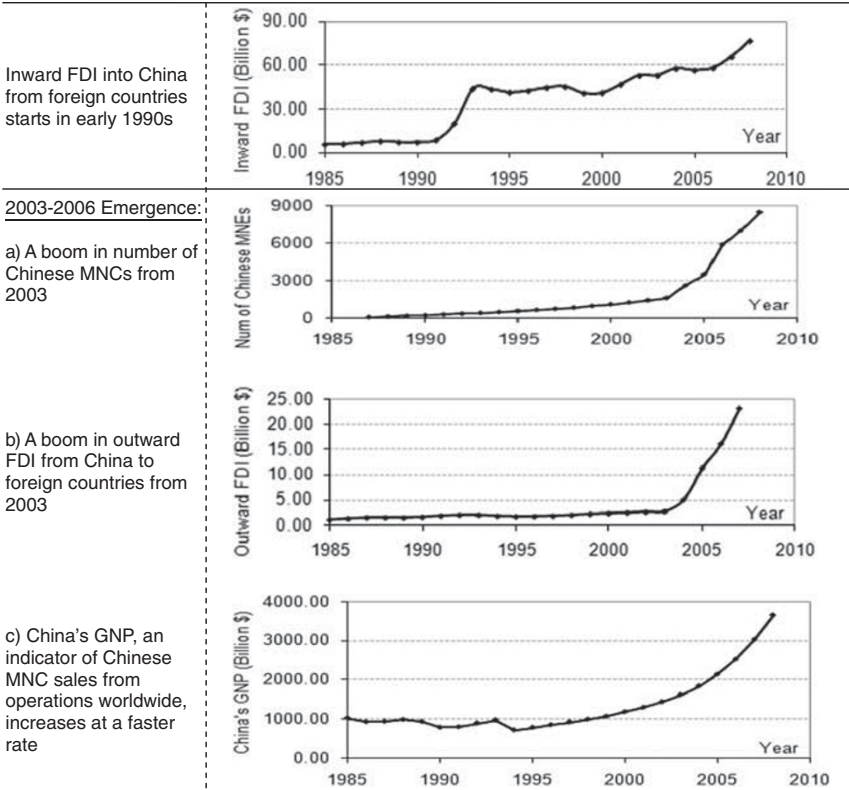 Inward FDI into China
from foreign countries
starts in early 1990s
Inward FDI (Billion $)
90.00
60.00
30.00
0.00
Year
1985 1990 1995 2000 2005 2010
2003-2006 Emergence:
a) A boom in number of
Chinese MNCs from
2003
Num of Chinese MNEs
9000
6000
3000
0
Year
1985 1990 1995 2000 2005 2010
b) A boom in outward
FDI from China to
foreign countries from
2003
Outward FDI (Billion $)
25.00
20.00
15.00
10.00
5.00
0.00
Year
1985 1990 1995 2000 2005 2010
c) China's GNP, an
indicator of Chinese
MNC sales from
operations worldwide,
increases at a faster
rate
China's GNP (Billion $)
4000.00
3000.00
2000.00
1000.00
0.00
Year
1985 1990 1995 2000 2005 2010